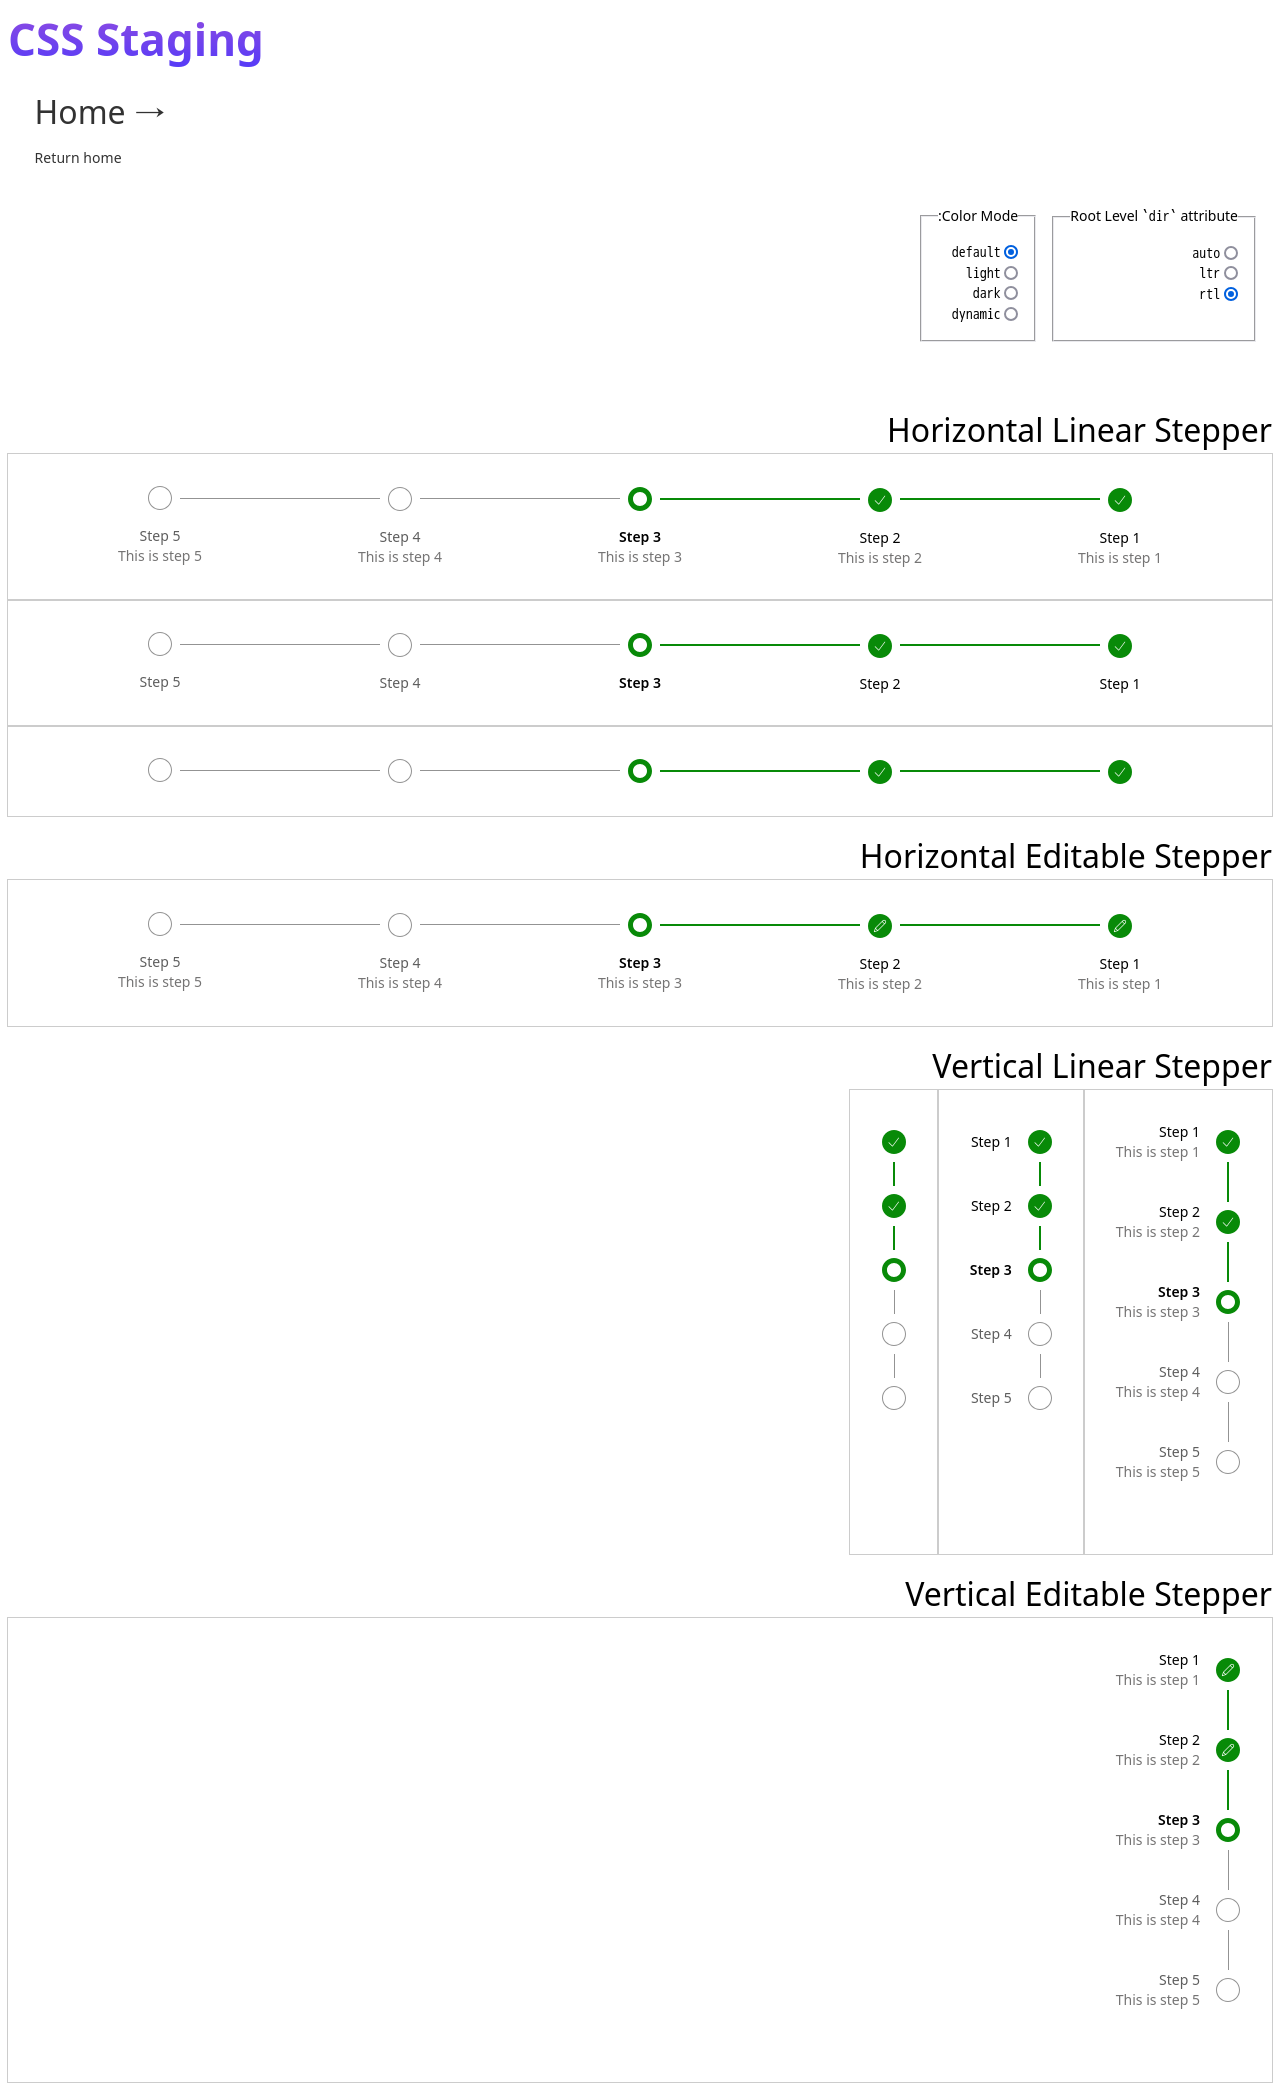 CSS Staging
Home →
Return home
:Color Mode
default
light
dark
dynamic
Root Level `dir` attribute
auto
ltr
rtl
Horizontal Linear Stepper
Step 5
This is step 5
Step 4
This is step 4
Step 3
This is step 3
Step 2
This is step 2
Step 1
This is step 1
Step 5
Step 4
Step 3
Step 2
Step 1
Horizontal Editable Stepper
Step 5
This is step 5
Step 4
This is step 4
Step 3
This is step 3
Step 2
This is step 2
Step 1
This is step 1
Vertical Linear Stepper
Step 1
Step 2
Step 3
Step 4
Step 5
Step 1
This is step 1
Step 2
This is step 2
Step 3
This is step 3
Step 4
This is step 4
Step 5
This is step 5
Vertical Editable Stepper
Step 1
This is step 1
Step 2
This is step 2
Step 3
This is step 3
Step 4
This is step 4
Step 5
This is step 5